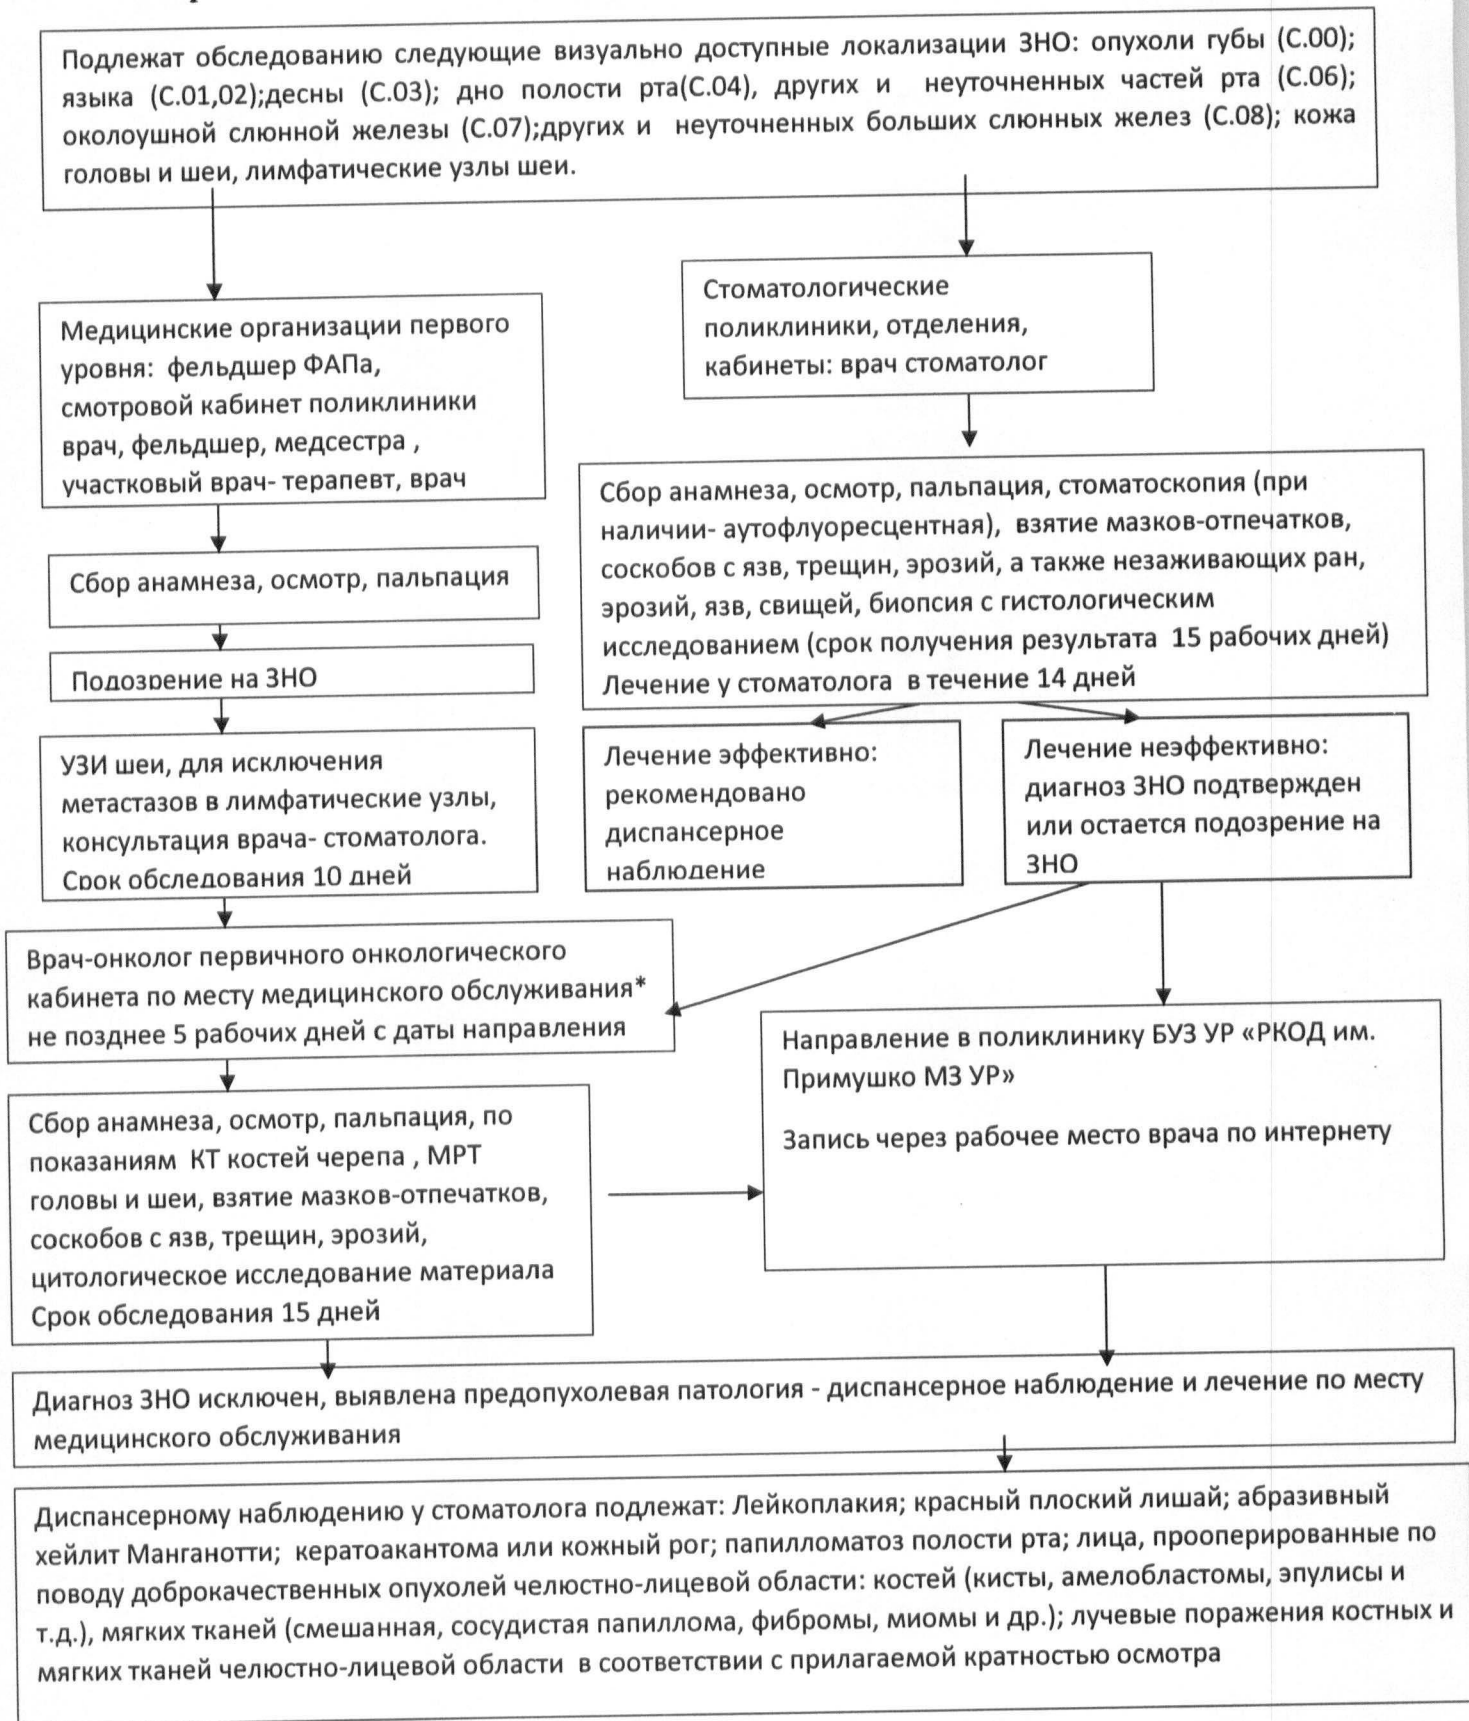 Подлежат обследованию следующие визуально доступные локализации ЗНО: опухоли губы (С.00);
языка (С.01,02);десны (С.03); дно полости рта(С.04), других и неуточненных частей рта (С.06);
околоушной слюнной железы (С.07);других и неуточненных больших слюнных желез (С.08); кожа
головы и шеи, лимфатические узлы шеи.
Медицинские организации первого
уровня: фельдшер ФАПа,
смотровой кабинет поликлиники
врач, фельдшер, медсестра ,
участковый врач- терапевт, врач
Сбор анамнеза, осмотр, пальпация
Подозрение на ЗНО
УЗИ шеи, для исключения
метастазов в лимфатические узлы,
консультация врача- стоматолога.
Срок обследования 10 дней
Стоматологические
поликлиники, отделения,
кабинеты: врач стоматолог
Сбор анамнеза, осмотр, пальпация, стоматоскопия (при
наличии- аутофлуоресцентная), взятие мазков-отпечатков,
соскобов с язв, трещин, эрозий, а также незаживающих ран,
эрозий, язв, свищей, биопсия с гистологическим
исследованием (срок получения результата 15 рабочих дней)
Лечение у стоматолога в течение 14 дней
Лечение эффективно:
рекомендовано
диспансерное
наблюдение
Лечение неэффективно:
диагноз ЗНО подтвержден
или остается подозрение на
ЗНО
Врач-онколог первичного онкологического
кабинета по месту медицинского обслуживания*
не позднее 5 рабочих дней с даты направления
Сбор анамнеза, осмотр, пальпация, по
показаниям КТ костей черепа , МРТ
головы и шеи, взятие мазков-отпечатков,
соскобов с язв, трещин, эрозий,
цитологическое исследование материала
Срок обследования 15 дней
Направление в поликлинику БУЗ УР «РКОД им.
Примушко МЗ УР»
Запись через рабочее место врача по интернету
Диагноз ЗНО исключен, выявлена предопухолевая патология - диспансерное наблюдение и лечение по месту
медицинского обслуживания
Диспансерному наблюдению у стоматолога подлежат: Лейкоплакия; красный плоский лишай; абразивный
хейлит Манганотти; кератоакантома или кожный рог; папилломатоз полости рта; лица, прооперированные по
поводу доброкачественных опухолей челюстно-лицевой области: костей (кисты, амелобластомы, эпулисы и
т.д.), мягких тканей (смешанная, сосудистая папиллома, фибромы, миомы и др.); лучевые поражения костных и
мягких тканей челюстно-лицевой области в соответствии с прилагаемой кратностью осмотра